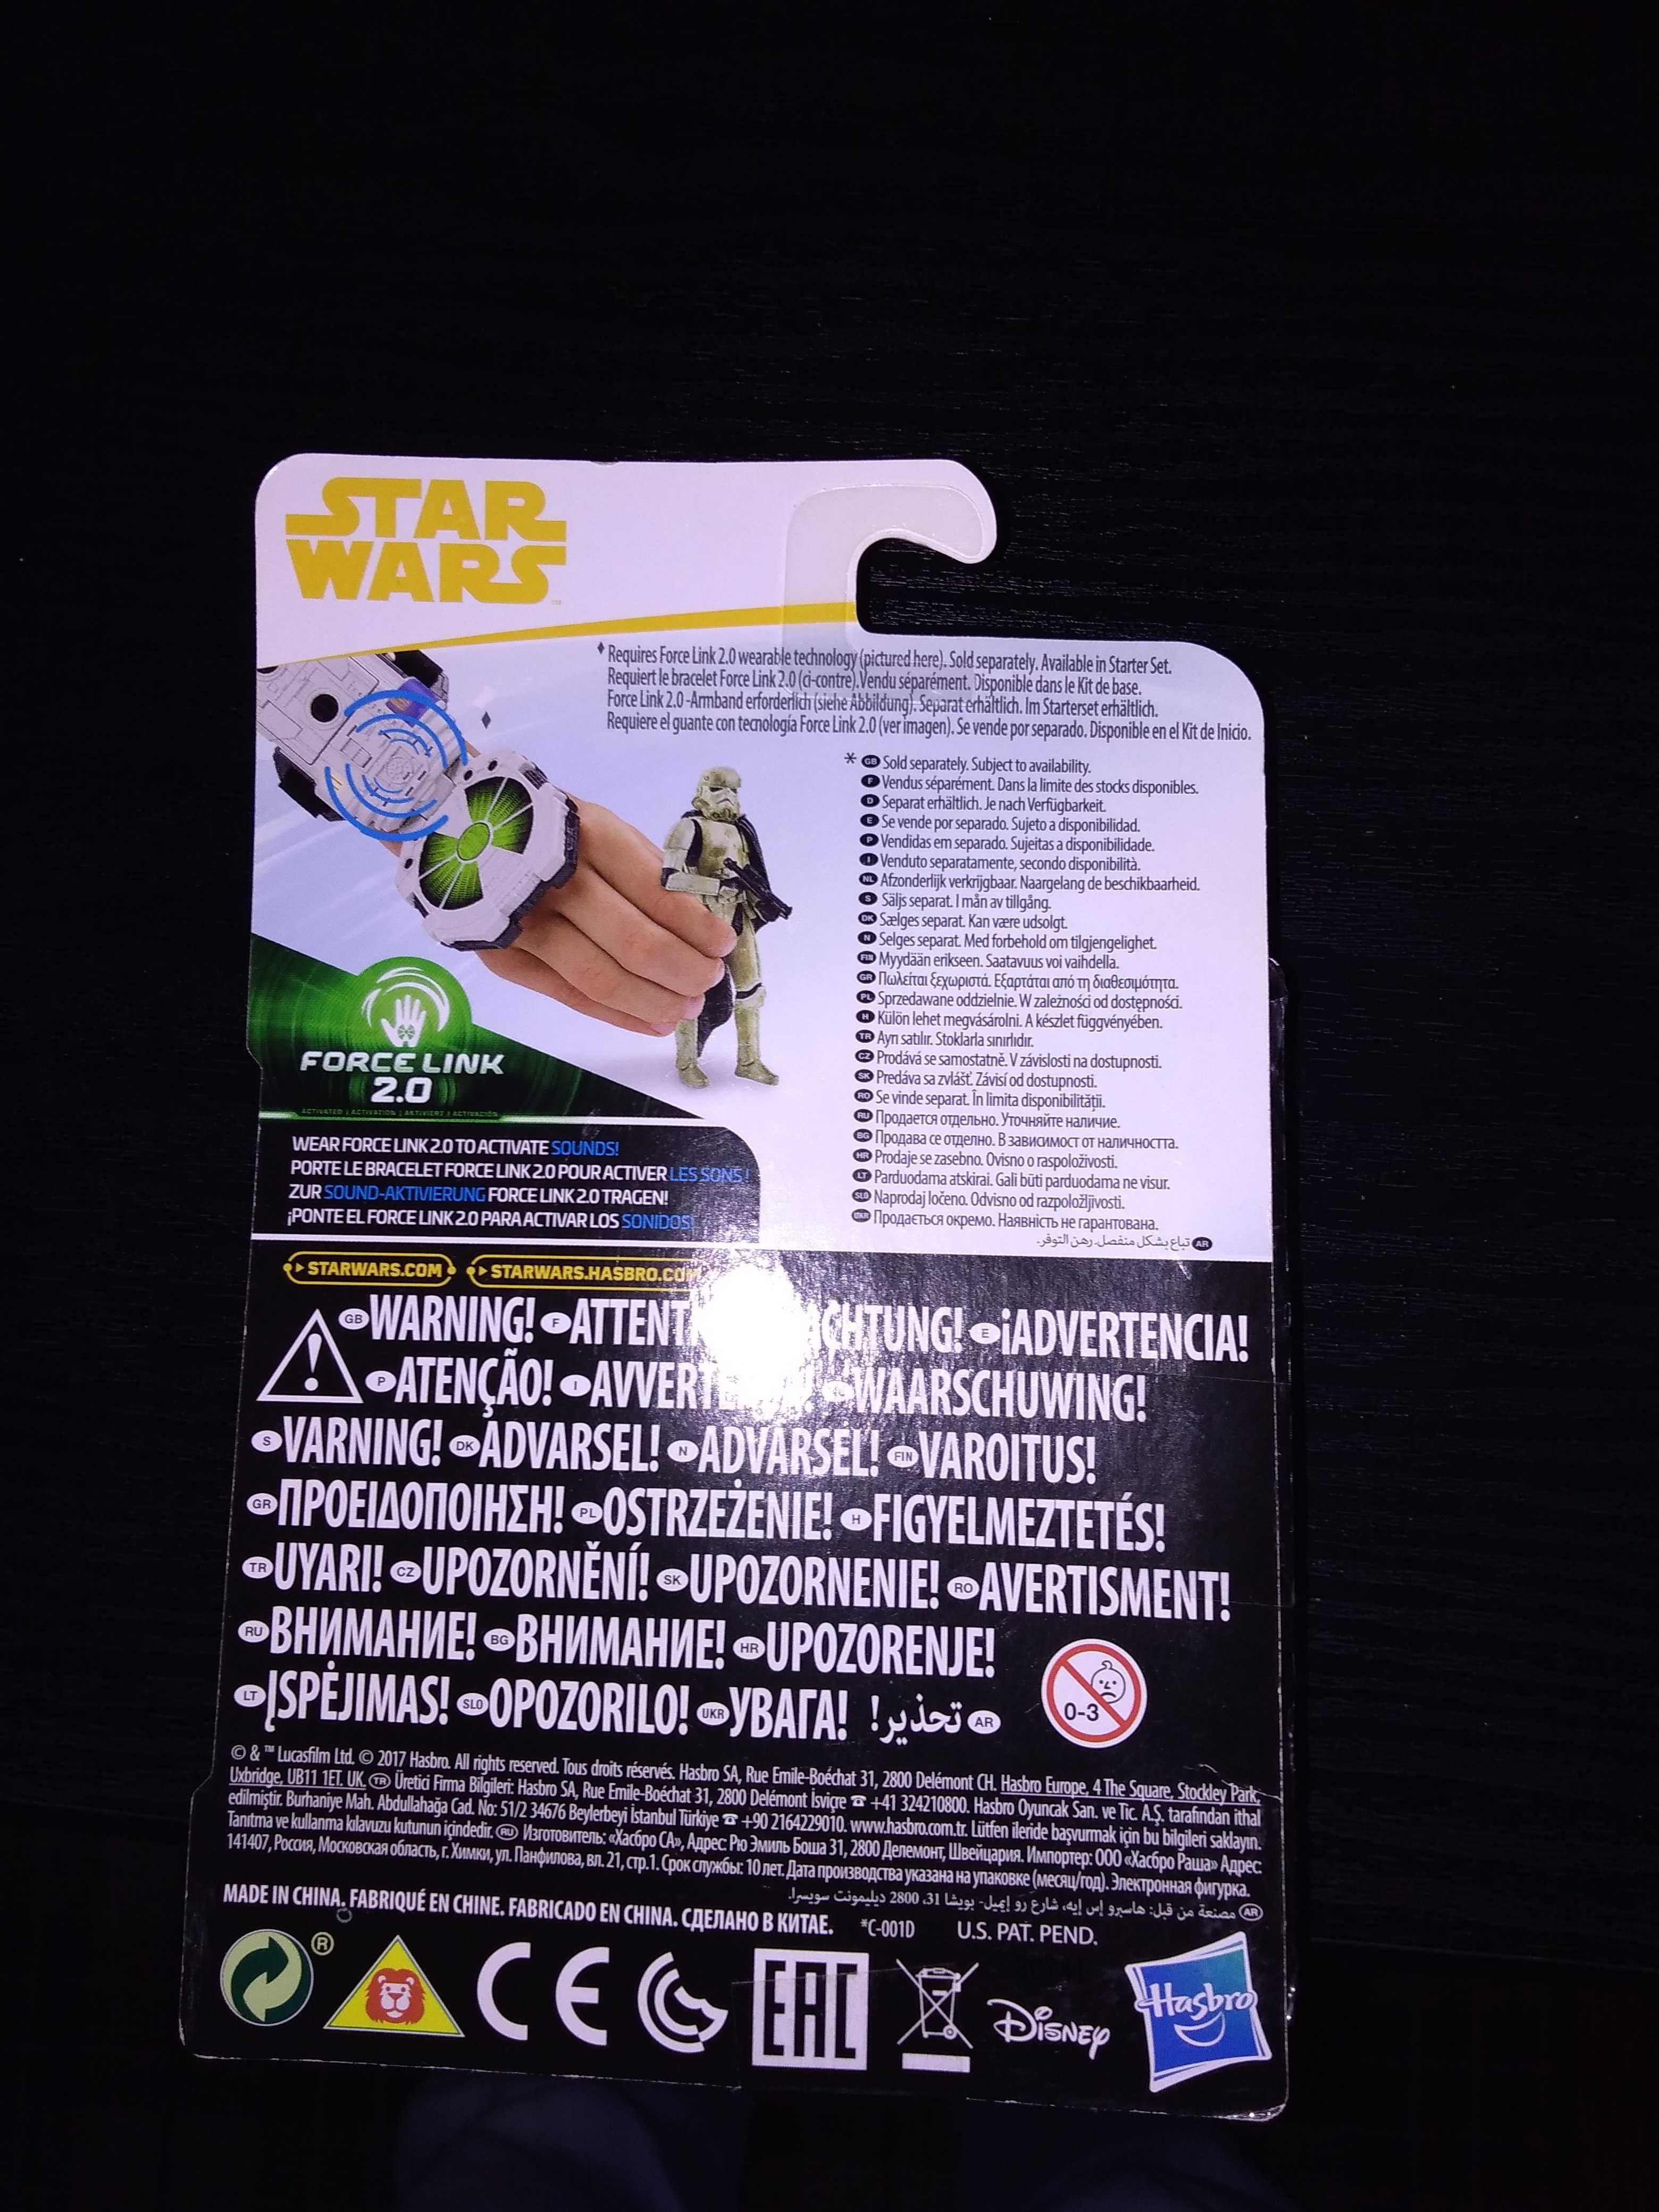 STAR
WARS
™
♦ Requires Force Link 2.0 wearable technology (pictured here). Sold separately. Available in Starter Set.
Requiert le bracelet Force Link 2.0 (ci-contre). Vendu séparément. Disponible dans le Kit de base.
Force Link 2.0 -Armband erforderlich (siehe Abbildung). Separat erhältlich. Im Starterset erhältlich.
Requiere el guante con tecnología Force Link 2.0 (ver imagen). Se vende por separado. Disponible en el Kit de Inicio.
♦
* GB Sold separately. Subject to availability.
F Vendus séparément. Dans la limite des stocks disponibles.
D Separat erhältlich. Je nach Verfügbarkeit.
E Se vende por separado. Sujeto a disponibilidad.
P Vendidas em separado. Sujeitas a disponibilidade.
I Venduto separatamente, secondo disponibilità.
NL Afzonderlijk verkrijgbaar. Naargelang de beschikbaarheid.
S Säljs separat. I mån av tillgång.
DK Sælges separat. Kan være udsolgt.
N Selges separat. Med forbehold om tilgjengelighet.
FIN Myydään erikseen. Saatavuus voi vaihdella.
GR Πωλείται ξεχωριστά. Εξαρτάται από τη διαθεσιμότητα.
PL Sprzedawane oddzielnie. W zależności od dostępności.
H Külön lehet megvásárolni. A készlet függvényében.
TR Ayrı satılır. Stoklarla sınırlıdır.
CZ Prodává se samostatně. V závislosti na dostupnosti.
SK Predáva sa zvlášť. Závisí od dostupnosti.
RO Se vinde separat. În limita disponibilității.
RU Продается отдельно. Уточняйте наличие.
BG Продава се отделно. В зависимост от наличността.
HR Prodaje se zasebno. Ovisno o raspoloživosti.
LT Parduodama atskirai. Gali būti parduodama ne visur.
SLO Naprodaj ločeno. Odvisno od razpoložljivosti.
UKR Продається окремо. Наявність не гарантована.
AR تباع بشكل منفصل. رهن التوفر.
FORCE LINK
2.0
ACTIVATED | ACTIVATION | AKTIVIERT | ACTIVACIÓN
WEAR FORCE LINK 2.0 TO ACTIVATE SOUNDS!
PORTE LE BRACELET FORCE LINK 2.0 POUR ACTIVER LES SONS !
ZUR SOUND-AKTIVIERUNG FORCE LINK 2.0 TRAGEN!
¡PONTE EL FORCE LINK 2.0 PARA ACTIVAR LOS SONIDOS!
STARWARS.COM STARWARS.HASBRO.COM
GB WARNING! F ATTENT ACHTUNG! E ¡ADVERTENCIA!
P ATENÇÃO! I AVVERT WAARSCHUWING!
S VARNING! DK ADVARSEL! N ADVARSEL! FIN VAROITUS!
GR ΠΡΟΕΙΔΟΠΟΙΗΣΗ! PL OSTRZEŻENIE! H FIGYELMEZTETÉS!
TR UYARI! CZ UPOZORNĚNÍ! SK UPOZORNENIE! RO AVERTISMENT!
RU ВНИМАНИЕ! BG ВНИМАНИЕ! HR UPOZORENJE!
LT ĮSPĖJIMAS! SLO OPOZORILO! UKR УВАГА! AR تحذير!
0-3
© & ™ Lucasfilm Ltd. © 2017 Hasbro. All rights reserved. Tous droits réservés. Hasbro SA, Rue Emile-Boéchat 31, 2800 Delémont CH. Hasbro Europe, 4 The Square, Stockley Park,
Uxbridge, UB11 1ET. UK. TR Üretici Firma Bilgileri: Hasbro SA, Rue Emile-Boéchat 31, 2800 Delémont İsviçre ☎ +41 324210800. Hasbro Oyuncak San. ve Tic. A.Ş. tarafından ithal
edilmiştir. Burhaniye Mah. Abdullahağa Cad. No: 51/2 34676 Beylerbeyi İstanbul Türkiye ☎ +90 2164229010. www.hasbro.com.tr. Lütfen ileride başvurmak için bu bilgileri saklayın.
Tanıtma ve kullanma kılavuzu kutunun içindedir. RU Изготовитель: «Хасбро СА», Адрес: Рю Эмиль Боша 31, 2800 Делемонт, Швейцария. Импортер: ООО «Хасбро Раша» Адрес:
141407, Россия, Московская область, г. Химки, ул. Панфилова, вл. 21, стр.1. Срок службы: 10 лет. Дата производства указана на упаковке (месяц/год). Электронная фигурка.
AR مصنعة من قبل: هاسبرو إس إيه، شارع رو إميل- بويشا 31، 2800 ديليمونت سويسرا.
MADE IN CHINA. FABRIQUÉ EN CHINE. FABRICADO EN CHINA. СДЕЛАНО В КИТАЕ. *C-001D U.S. PAT. PEND.
® CE EAC Disney Hasbro